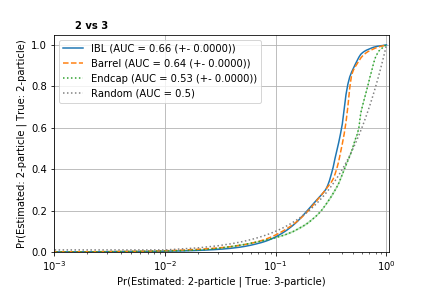 2 vs 3
Pr(Estimated: 2-particle | True: 2-particle)
1.0
0.8
0.6
0.4
0.2
0.0
IBL (AUC = 0.66 (+- 0.0000))
Barrel (AUC = 0.64 (+- 0.0000))
Endcap (AUC = 0.53 (+- 0.0000))
Random (AUC = 0.5)
10⁻³ 10⁻² 10⁻¹ 10⁰
Pr(Estimated: 2-particle | True: 3-particle)